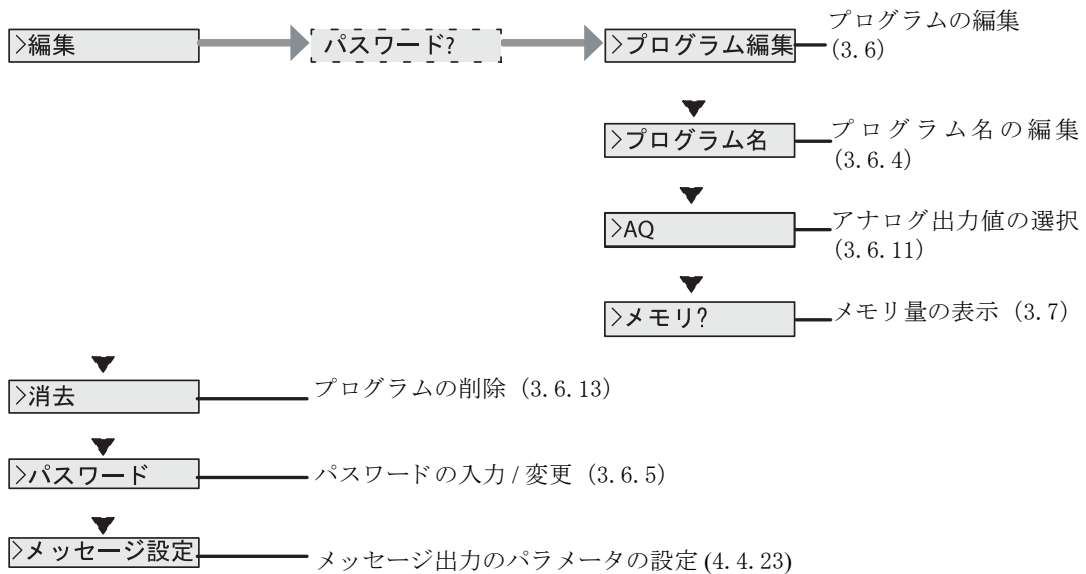 >編集
パスワード?
>プログラム編集
プログラムの編集
(3.6)
>プログラム名
プログラム名の編集
(3.6.4)
>AQ
アナログ出力値の選択
(3.6.11)
>メモリ?
メモリ量の表示 (3.7)
>消去
プログラムの削除 (3.6.13)
>パスワード
パスワードの入力/変更 (3.6.5)
>メッセージ設定
メッセージ出力のパラメータの設定(4.4.23)